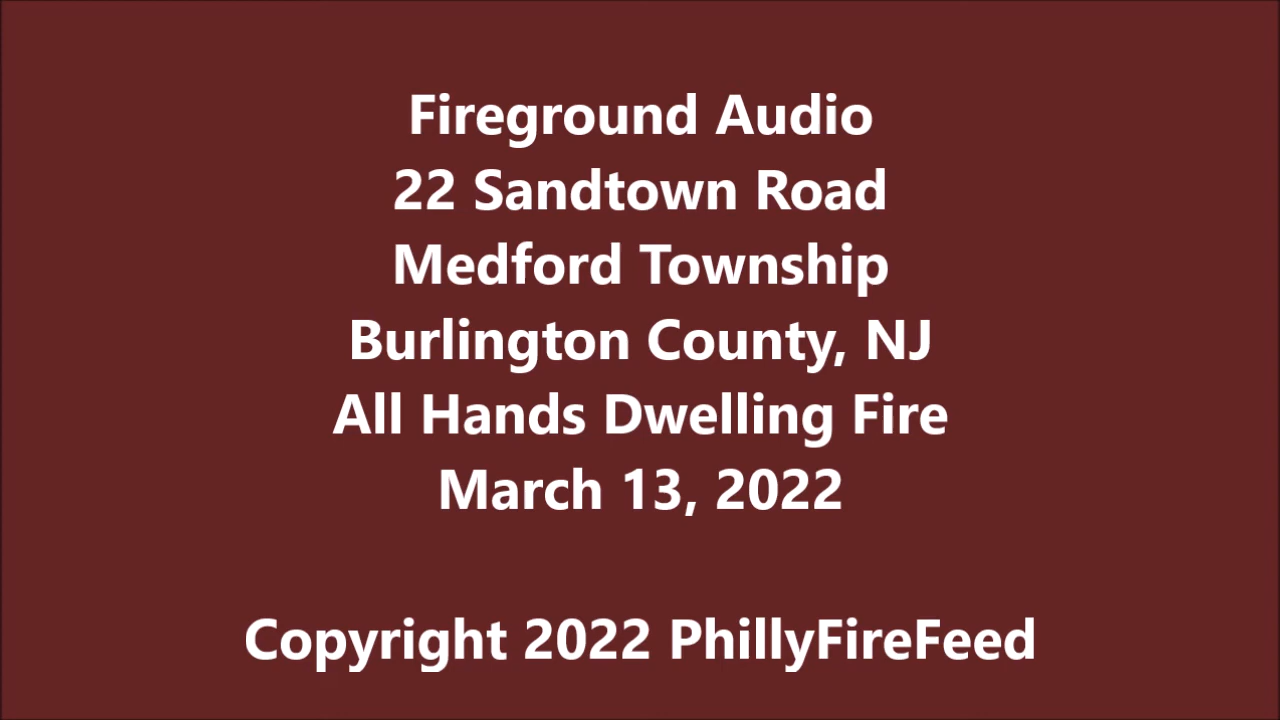 Fireground Audio
22 Sandtown Road
Medford Township
Burlington County, NJ
All Hands Dwelling Fire
March 13, 2022
Copyright 2022 PhillyFireFeed